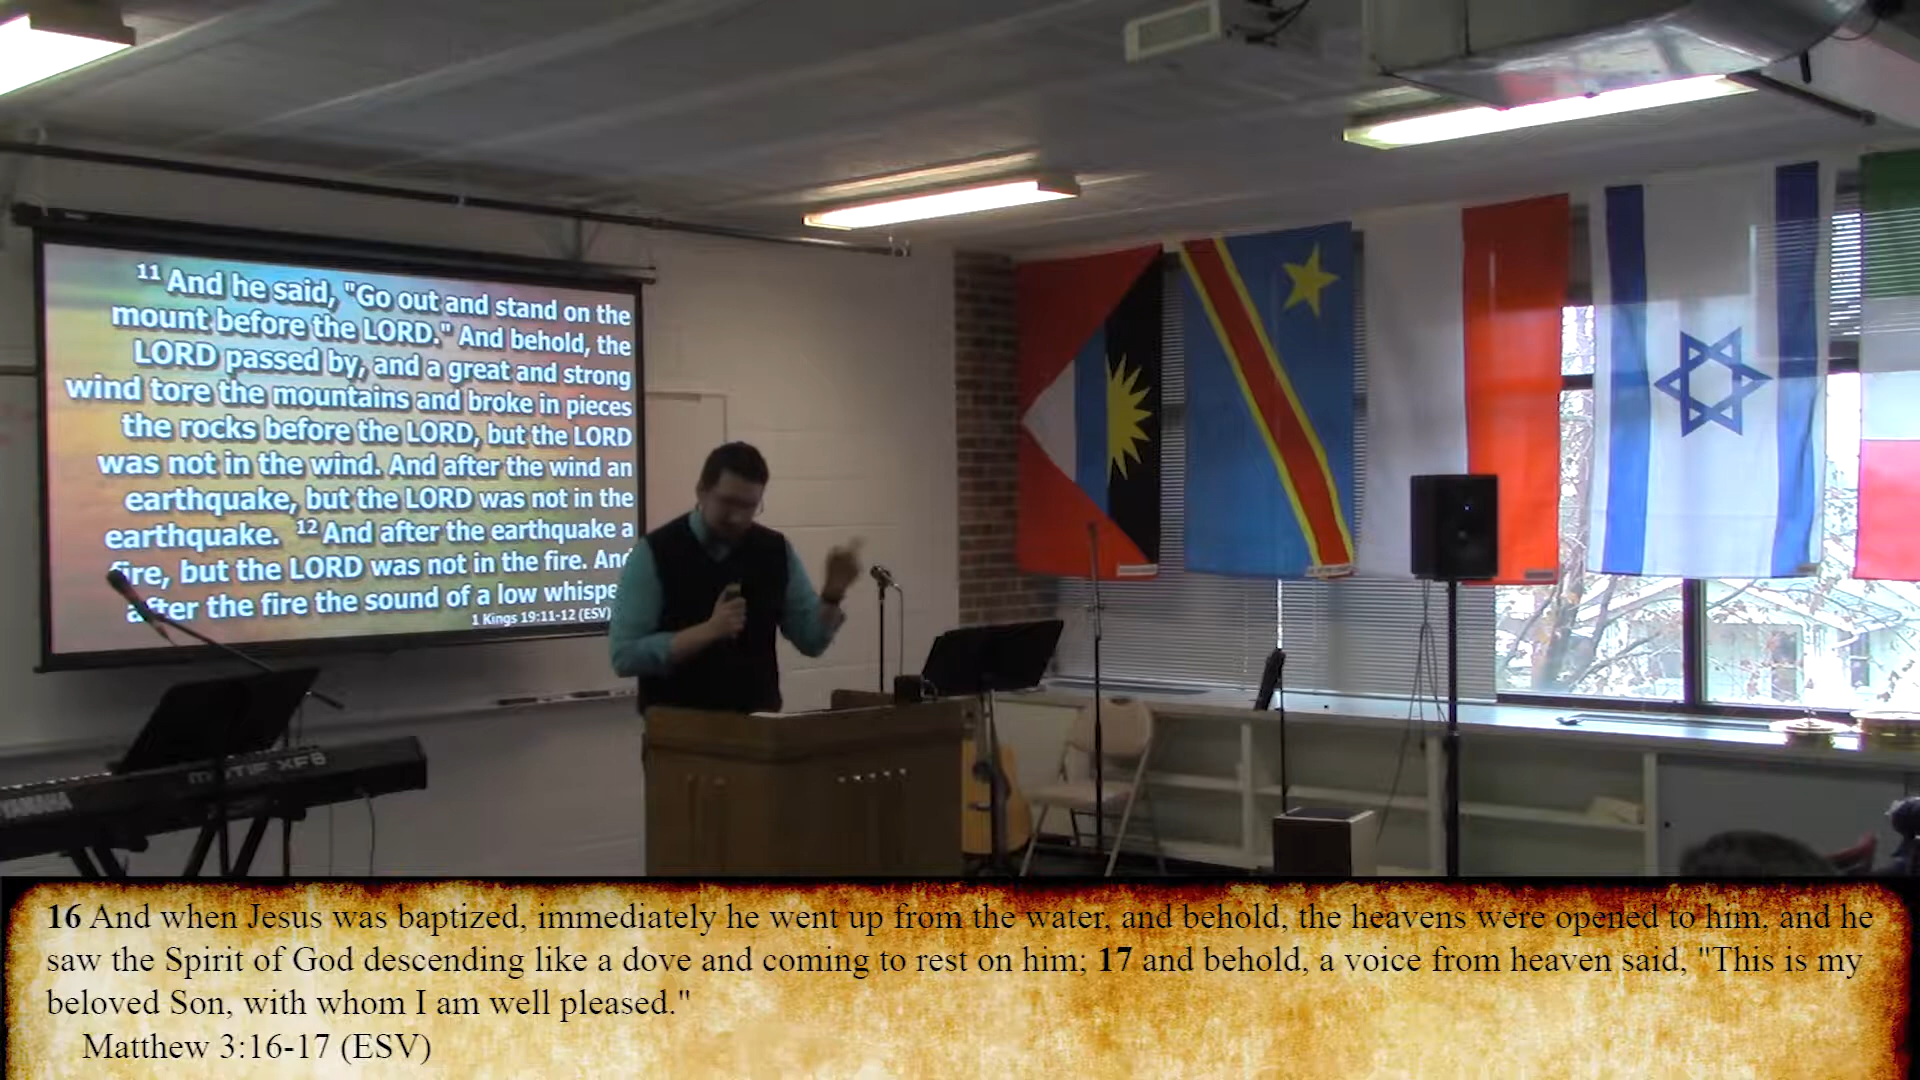 11 And he said, "Go out and stand on the
mount before the LORD." And behold, the
LORD passed by, and a great and strong
wind tore the mountains and broke in pieces
the rocks before the LORD, but the LORD
was not in the wind. And after the wind an
earthquake, but the LORD was not in the
earthquake. 12 And after the earthquake a
fire, but the LORD was not in the fire. And
after the fire the sound of a low whispe
1 Kings 19:11-12 (ESV)
YAMAHA
MOTIF XF8
16 And when Jesus was baptized, immediately he went up from the water, and behold, the heavens were opened to him, and he
saw the Spirit of God descending like a dove and coming to rest on him; 17 and behold, a voice from heaven said, "This is my
beloved Son, with whom I am well pleased."
Matthew 3:16-17 (ESV)